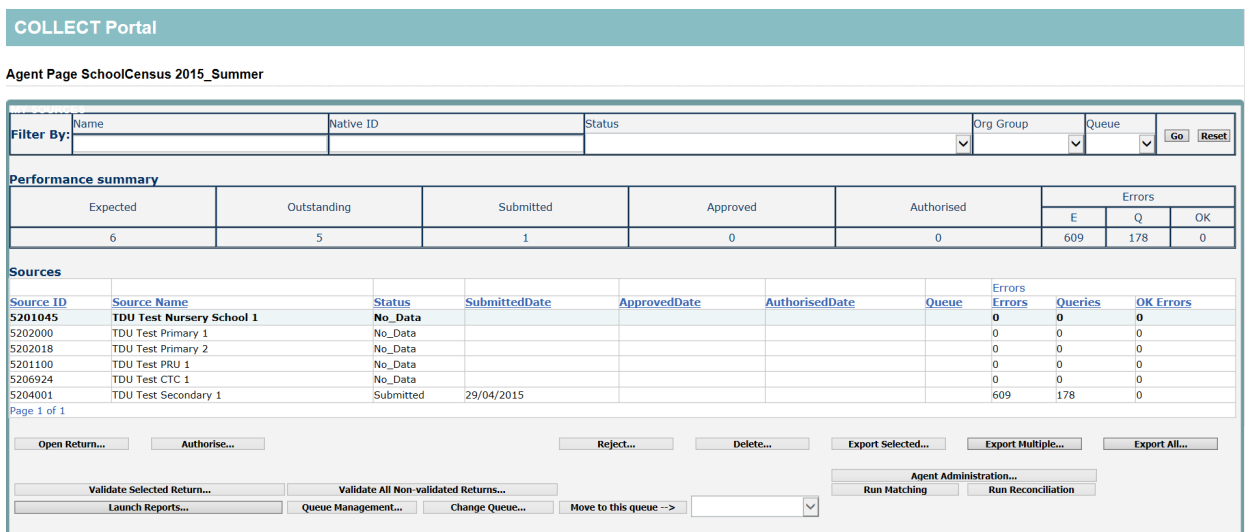 COLLECT Portal
Agent Page SchoolCensus 2015_Summer
MY SOURCES
Filter By: Name Native ID Status Org Group Queue Go Reset
Performance summary
Expected Outstanding Submitted Approved Authorised Errors
E Q OK
6 5 1 0 0 609 178 0
Sources
Errors
Source ID Source Name Status SubmittedDate ApprovedDate AuthorisedDate Queue Errors Queries OK Errors
5201045 TDU Test Nursery School 1 No_Data 0 0 0
5202000 TDU Test Primary 1 No_Data 0 0 0
5202018 TDU Test Primary 2 No_Data 0 0 0
5201100 TDU Test PRU 1 No_Data 0 0 0
5206924 TDU Test CTC 1 No_Data 0 0 0
5204001 TDU Test Secondary 1 Submitted 29/04/2015 609 178 0
Page 1 of 1
Open Return... Authorise... Reject... Delete... Export Selected... Export Multiple... Export All...
Agent Administration...
Validate Selected Return... Validate All Non-validated Returns... Run Matching Run Reconciliation
Launch Reports... Queue Management... Change Queue... Move to this queue -->